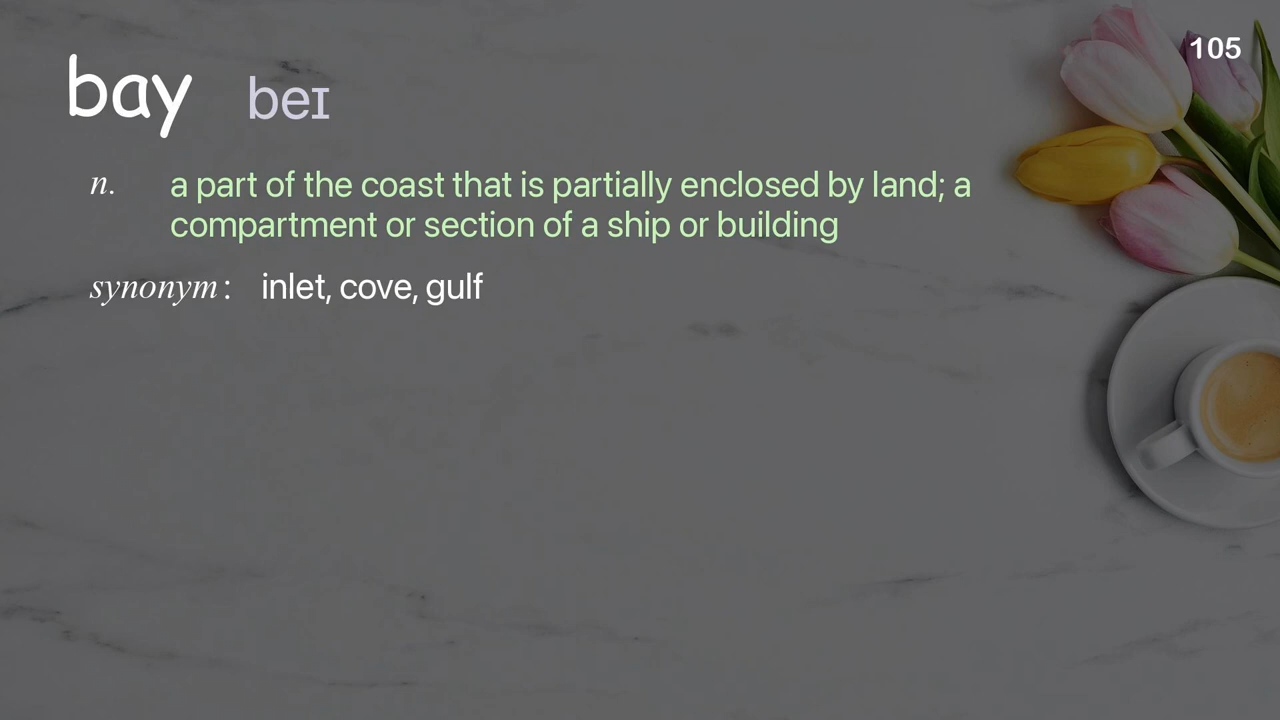 105
bay beɪ
n. a part of the coast that is partially enclosed by land; a
compartment or section of a ship or building
synonym: inlet, cove, gulf